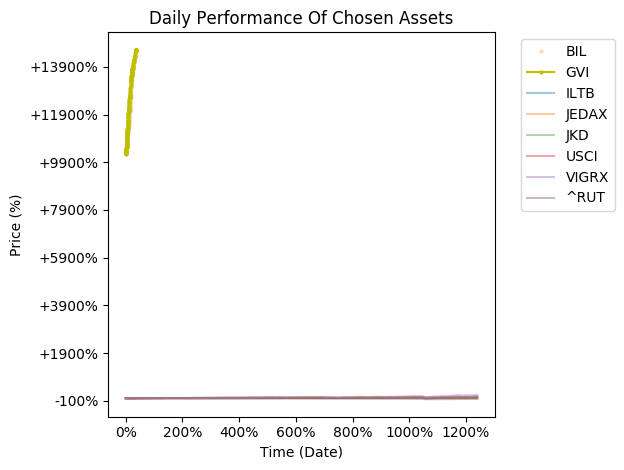 Daily Performance Of Chosen Assets
+13900%
+11900%
+9900%
+7900%
+5900%
+3900%
+1900%
-100%
Price (%)
0% 200% 400% 600% 800% 1000% 1200%
Time (Date)
BIL
GVI
ILTB
JEDAX
JKD
USCI
VIGRX
^RUT